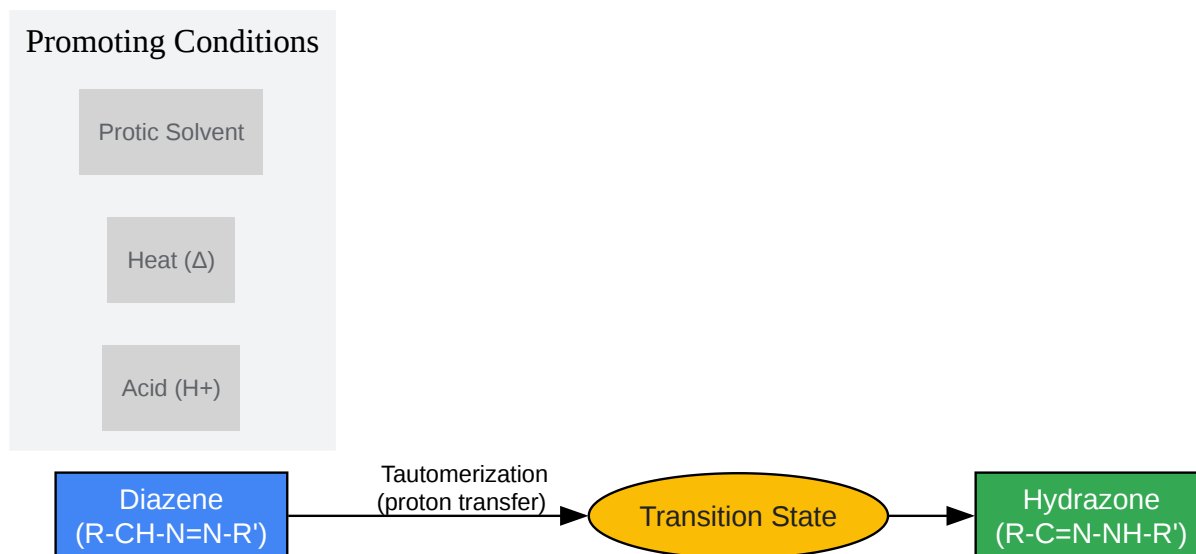 Promoting Conditions
Protic Solvent
Heat (Δ)
Acid (H+)
Diazene
(R-CH-N=N-R')
Tautomerization
(proton transfer)
Transition State
Hydrazone
(R-C=N-NH-R')